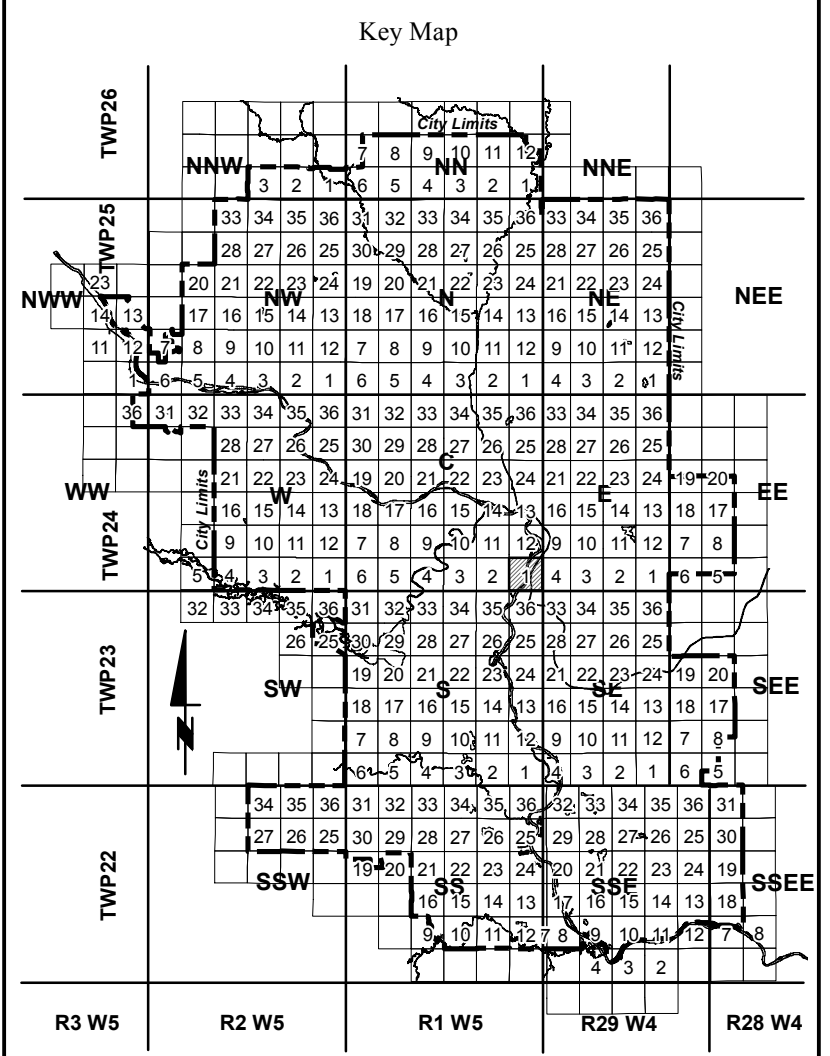 Key Map
TWP26
City Limits
7 8 9 10 11 12
NNW NN NNE
3 2 1 6 5 4 3 2 1
TWP25
33 34 35 36 31 32 33 34 35 36 33 34 35 36
28 27 26 25 30 29 28 27 26 25 28 27 26 25
23 20 21 22 23 24 19 20 21 22 23 24 21 22 23 24
NWW NW N NE NEE
14 13 17 16 15 14 13 18 17 16 15 14 13 16 15 14 13
City Limits
11 12 7 8 9 10 11 12 7 8 9 10 11 12 9 10 11 12
1 6 5 4 3 2 1 6 5 4 3 2 1 4 3 2 1
36 31 32 33 34 35 36 31 32 33 34 35 36 33 34 35 36
28 27 26 25 30 29 28 27 26 25 28 27 26 25
C
21 22 23 24 19 20 21 22 23 24 21 22 23 24 19 20
WW W E EE
City Limits
16 15 14 13 18 17 16 15 14 13 16 15 14 13 18 17
TWP24
9 10 11 12 7 8 9 10 11 12 9 10 11 12 7 8
5 4 3 2 1 6 5 4 3 2 1 4 3 2 1 6 5
32 33 34 35 36 31 32 33 34 35 36 33 34 35 36
26 25 30 29 28 27 26 25 28 27 26 25
TWP23
19 20 21 22 23 24 21 22 23 24 19 20
SW S SE SEE
18 17 16 15 14 13 16 15 14 13 18 17
N
7 8 9 10 11 12 9 10 11 12 7 8
6 5 4 3 2 1 4 3 2 1 6 5
34 35 36 31 32 33 34 35 36 32 33 34 35 36 31
27 26 25 30 29 28 27 26 25 29 28 27 26 25 30
19 20 21 22 23 24 20 21 22 23 24 19
TWP22
SSW SS SSE SSEE
16 15 14 13 17 16 15 14 13 18
9 10 11 12 7 8 9 10 11 12 7 8
4 3 2
R3 W5 R2 W5 R1 W5 R29 W4 R28 W4